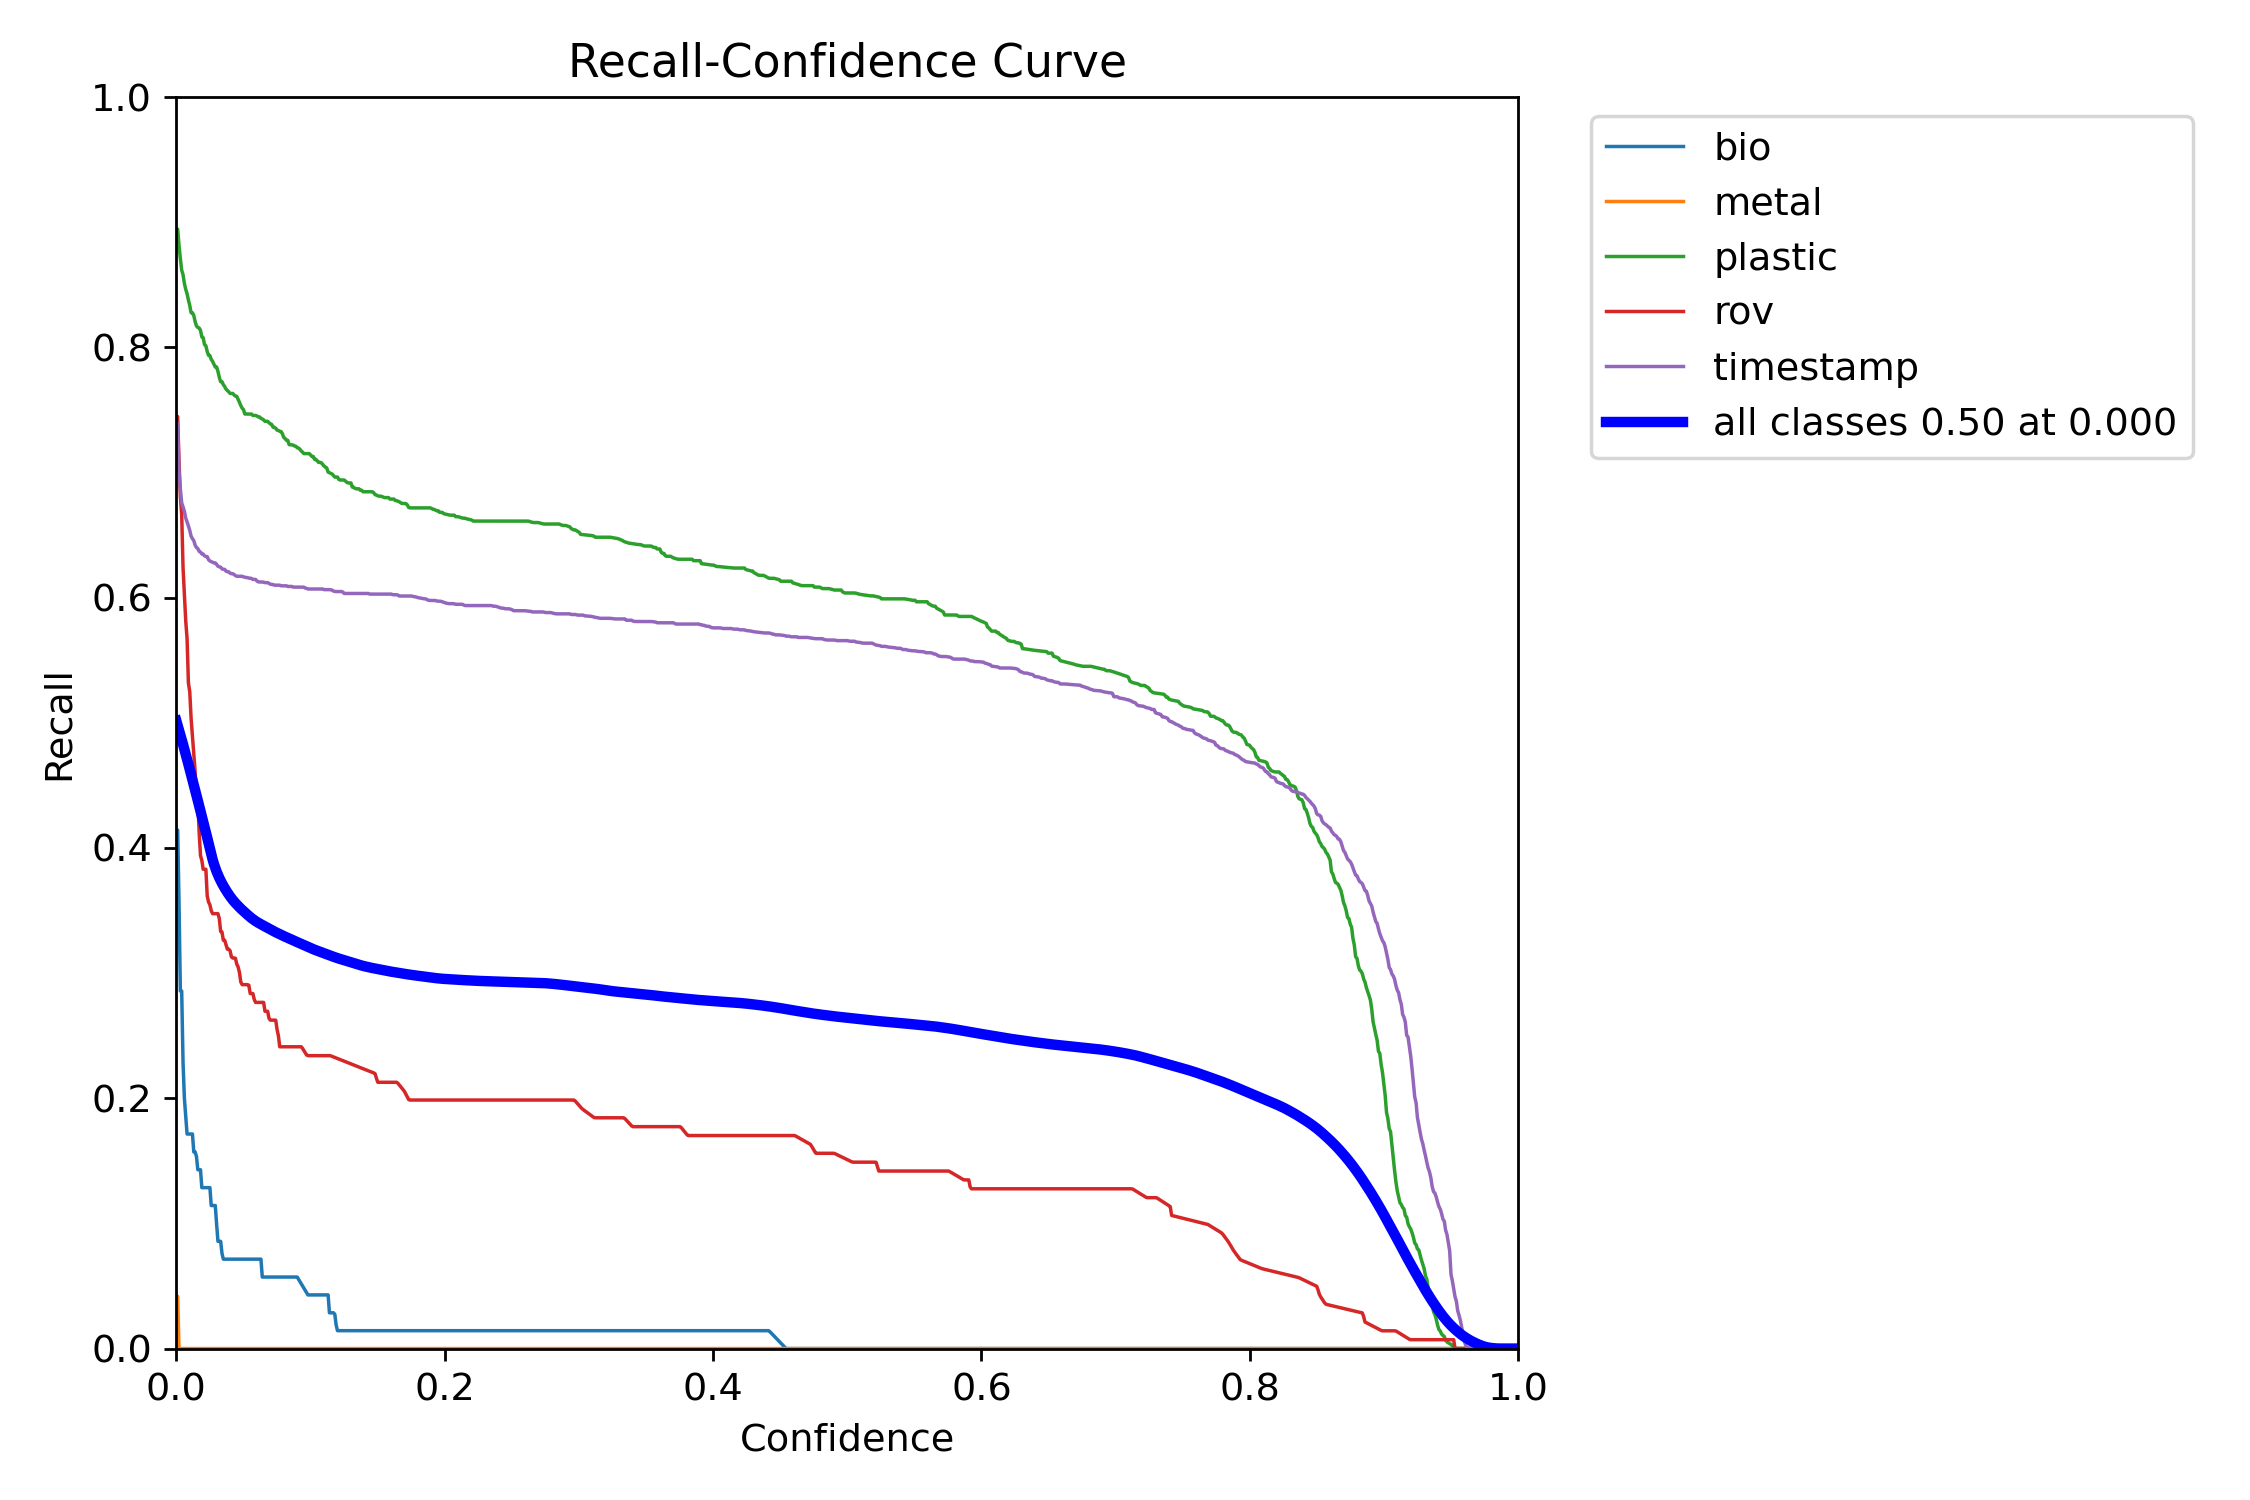 Recall-Confidence Curve
1.0
0.8
0.6
0.4
0.2
0.0
Recall
0.0 0.2 0.4 0.6 0.8 1.0
Confidence
bio
metal
plastic
rov
timestamp
all classes 0.50 at 0.000